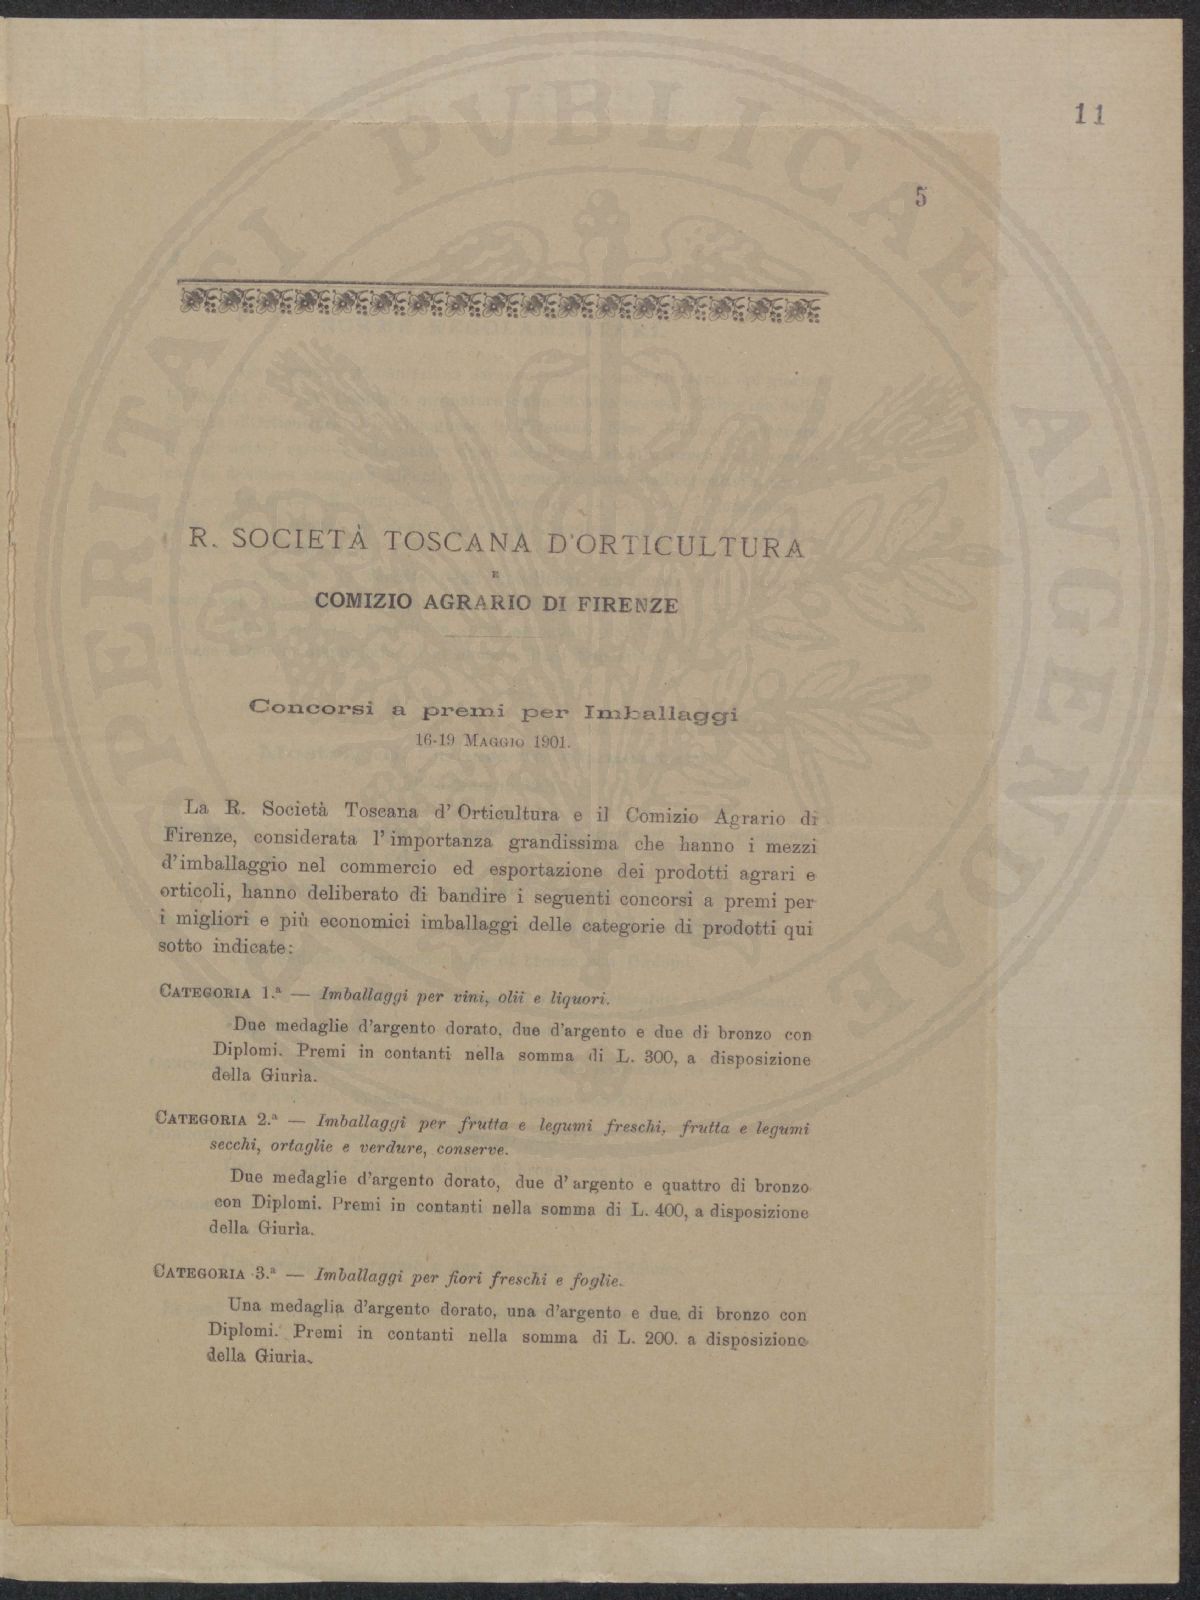 11
5
R. SOCIETÀ TOSCANA D'ORTICULTURA
E
COMIZIO AGRARIO DI FIRENZE
Concorsi a premi per Imballaggi
16-19 MAGGIO 1901.
La R. Società Toscana d' Orticultura e il Comizio Agrario di
Firenze, considerata l' importanza grandissima che hanno i mezzi
d'imballaggio nel commercio ed esportazione dei prodotti agrari e
orticoli, hanno deliberato di bandire i seguenti concorsi a premi per
i migliori e più economici imballaggi delle categorie di prodotti qui
sotto indicate:
CATEGORIA 1.ª — Imballaggi per vini, olii e liquori.
Due medaglie d'argento dorato, due d'argento e due di bronzo con
Diplomi. Premi in contanti nella somma di L. 300, a disposizione
della Giurìa.
CATEGORIA 2.ª — Imballaggi per frutta e legumi freschi, frutta e legumi
secchi, ortaglie e verdure, conserve.
Due medaglie d'argento dorato, due d' argento e quattro di bronzo
con Diplomi. Premi in contanti nella somma di L. 400, a disposizione
della Giurìa.
CATEGORIA 3.ª — Imballaggi per fiori freschi e foglie.
Una medaglia d'argento dorato, una d'argento e due di bronzo con
Diplomi. Premi in contanti nella somma di L. 200. a disposizione
della Giurìa.